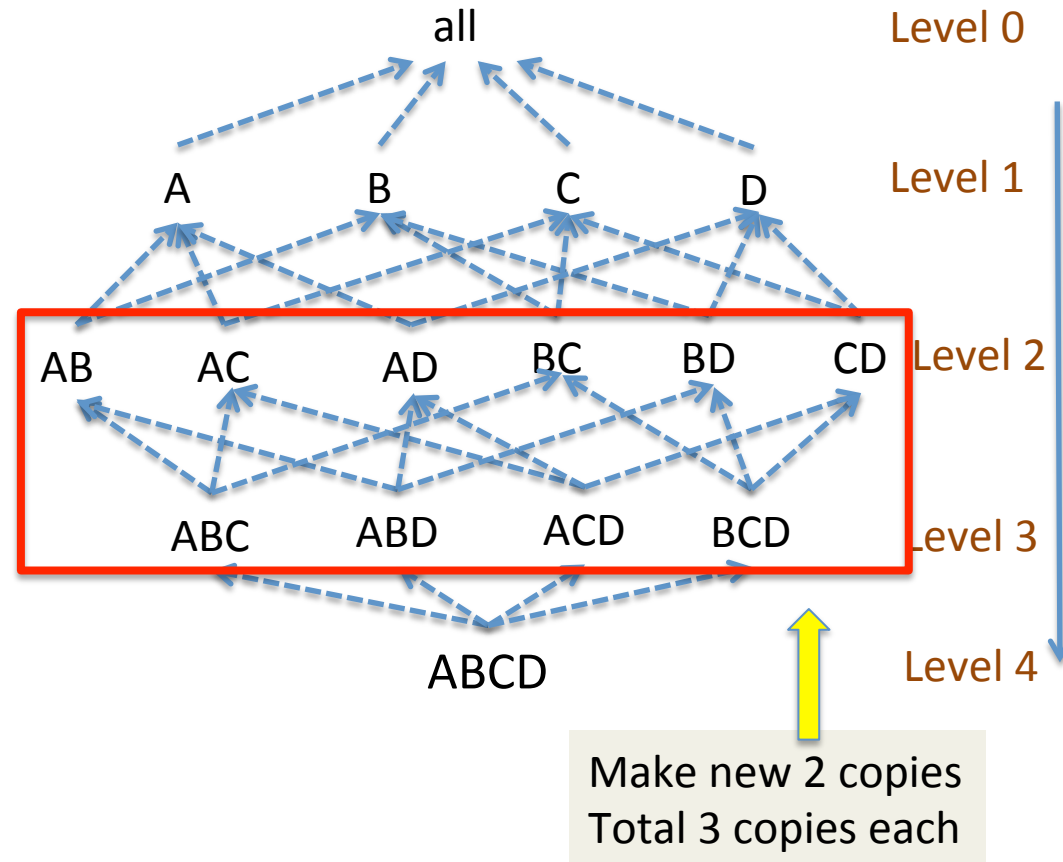 all Level 0
A B C D Level 1
AB AC AD BC BD CD Level 2
ABC ABD ACD BCD Level 3
ABCD Level 4
Make new 2 copies
Total 3 copies each